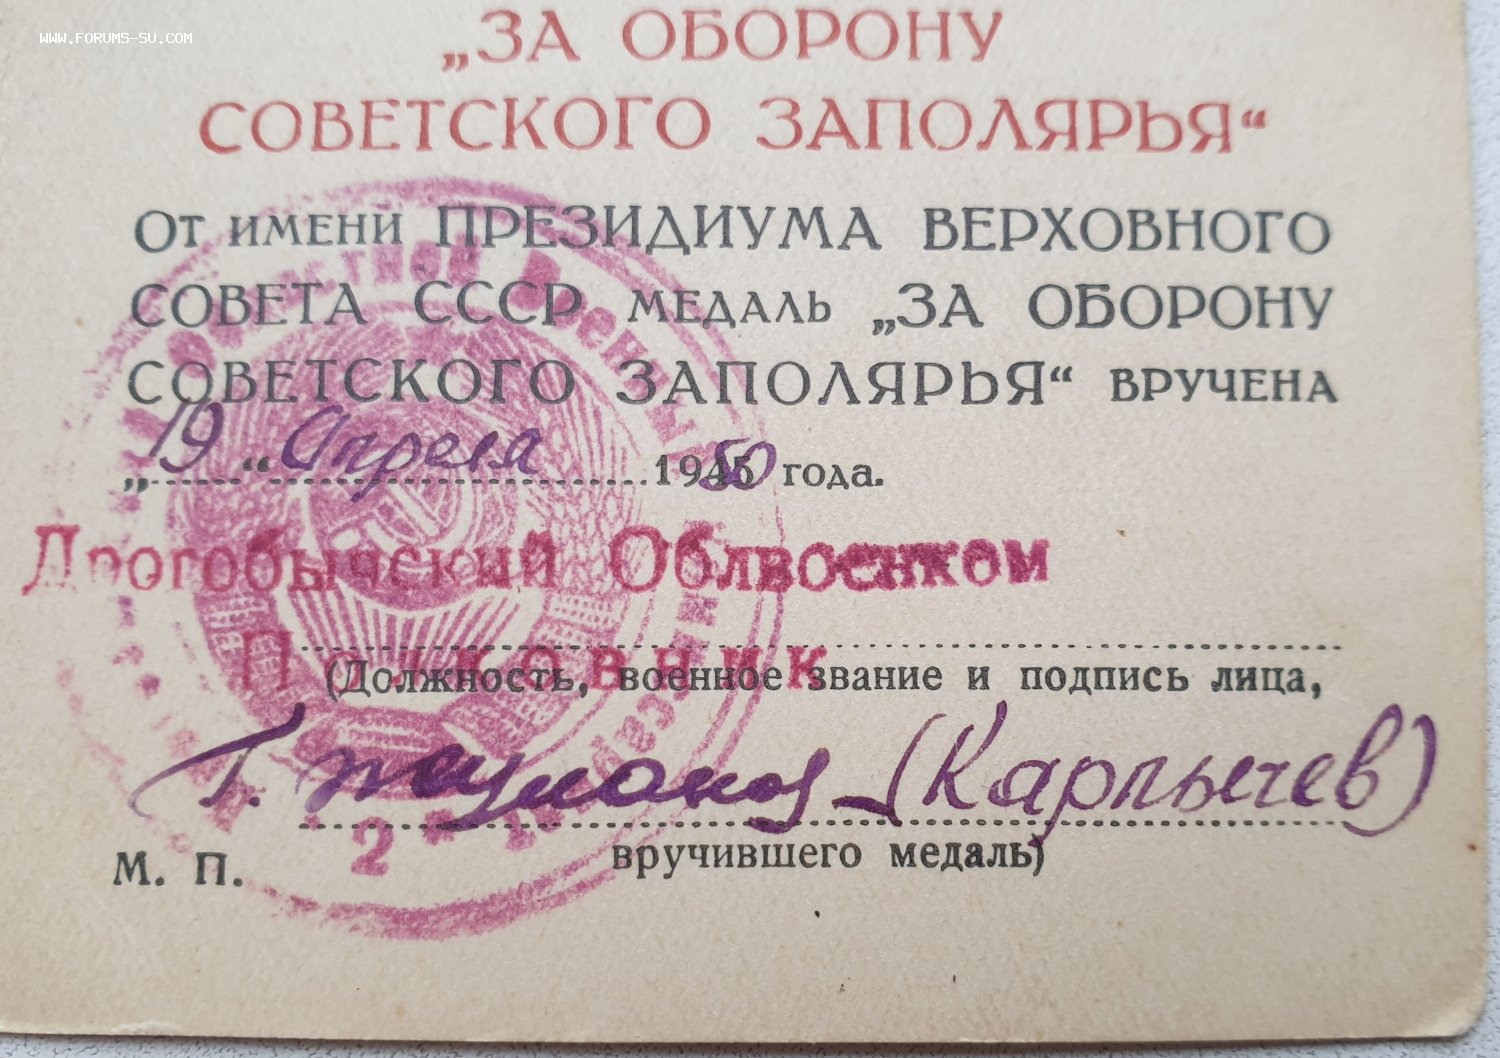 WWW.FORUMS-SU.COM
„ЗА ОБОРОНУ
СОВЕТСКОГО ЗАПОЛЯРЬЯ“
От имени ПРЕЗИДИУМА ВЕРХОВНОГО
СОВЕТА СССР медаль „ЗА ОБОРОНУ
СОВЕТСКОГО ЗАПОЛЯРЬЯ“ вручена
„19“ Апреля 1950 года.
Дрогобычский Облвоенком
Полковник
(Должность, военное звание и подпись лица,
(Карпычев)
вручившего медаль)
М. П.
2